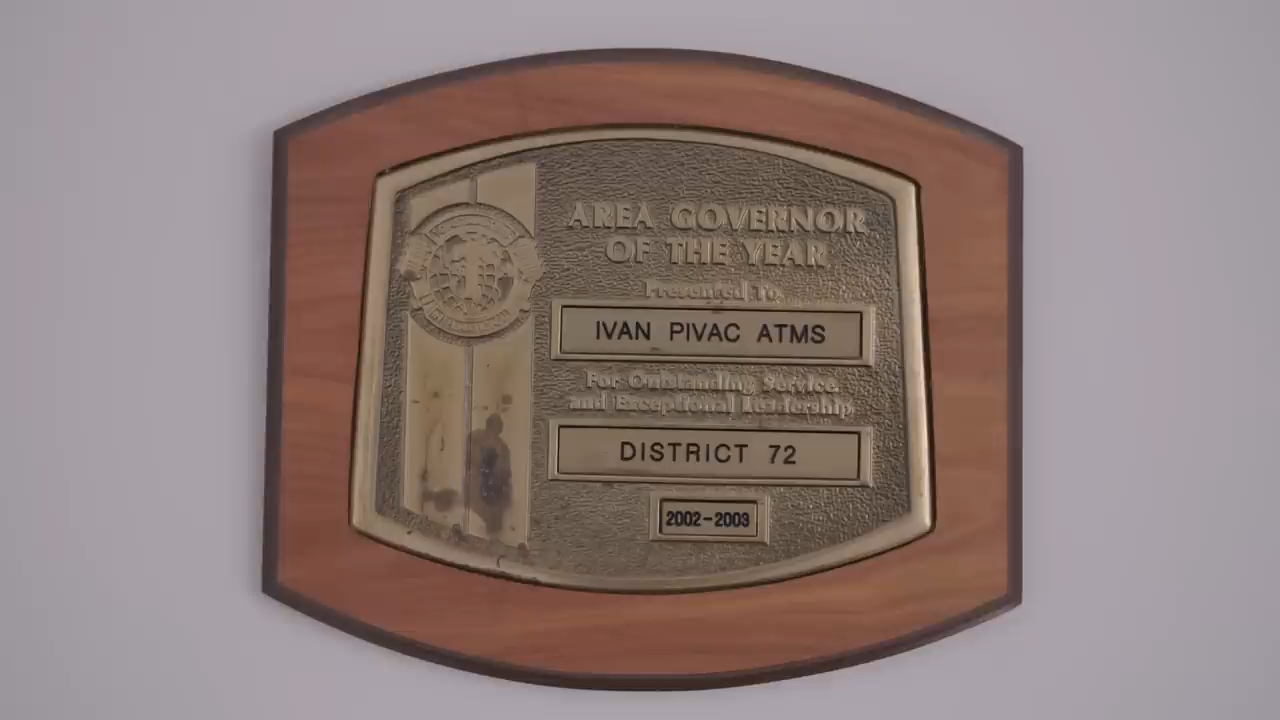 AREA GOVERNOR
OF THE YEAR
Presented To
IVAN PIVAC ATMS
For Outstanding Service
and Exceptional Leadership
DISTRICT 72
2002-2003